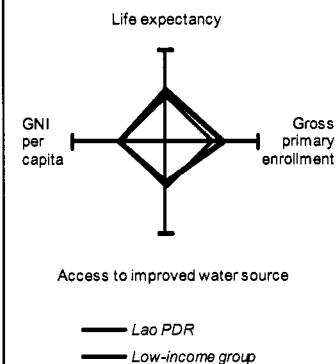 Life expectancy
GNI
per
capita
Gross
primary
enrollment
Access to improved water source
Lao PDR
Low-income group